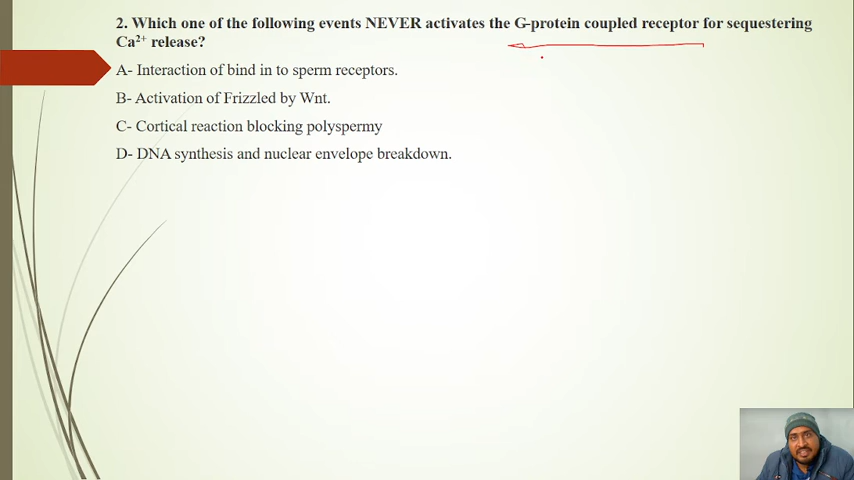 2. Which one of the following events NEVER activates the G-protein coupled receptor for sequestering
Ca²⁺ release?
A- Interaction of bind in to sperm receptors.
B- Activation of Frizzled by Wnt.
C- Cortical reaction blocking polyspermy
D- DNA synthesis and nuclear envelope breakdown.